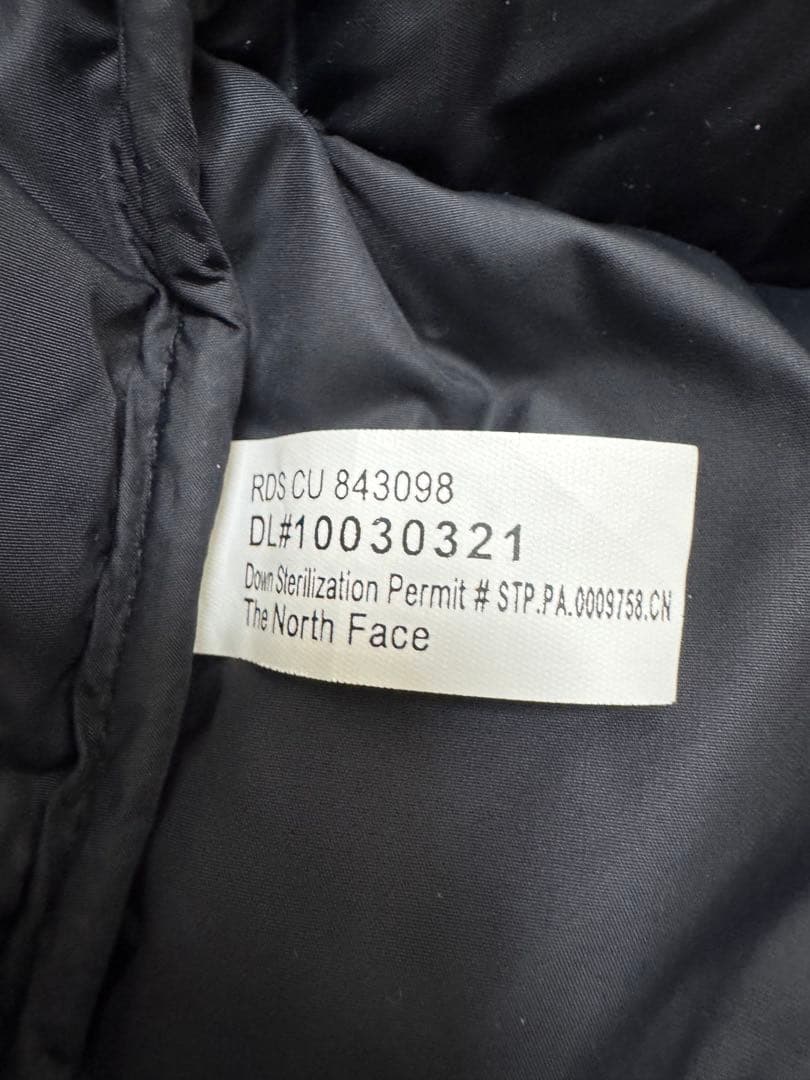 RDS CU 843098
DL#10030321
Down Sterilization Permit # STP.PA.0009758.CN
The North Face